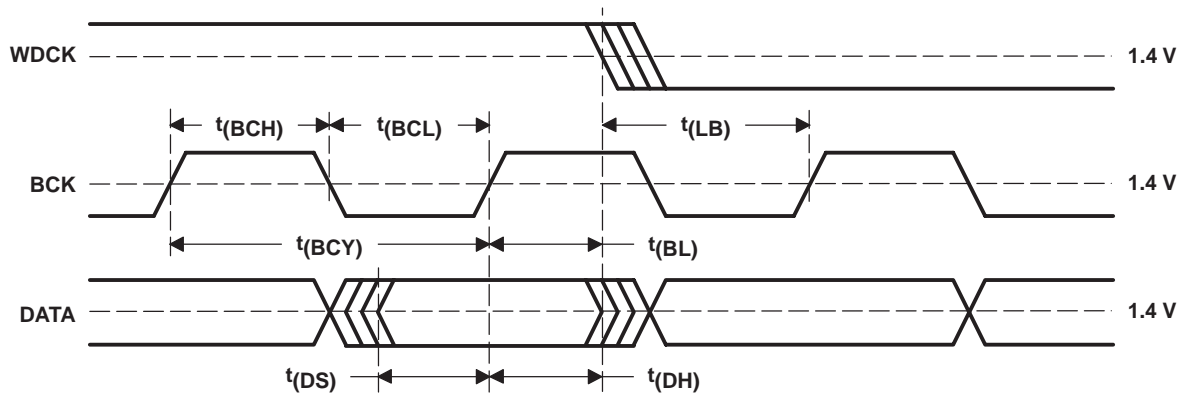 WDCK
1.4 V
t(BCH)
t(BCL)
t(LB)
BCK
1.4 V
t(BCY)
t(BL)
DATA
1.4 V
t(DS)
t(DH)